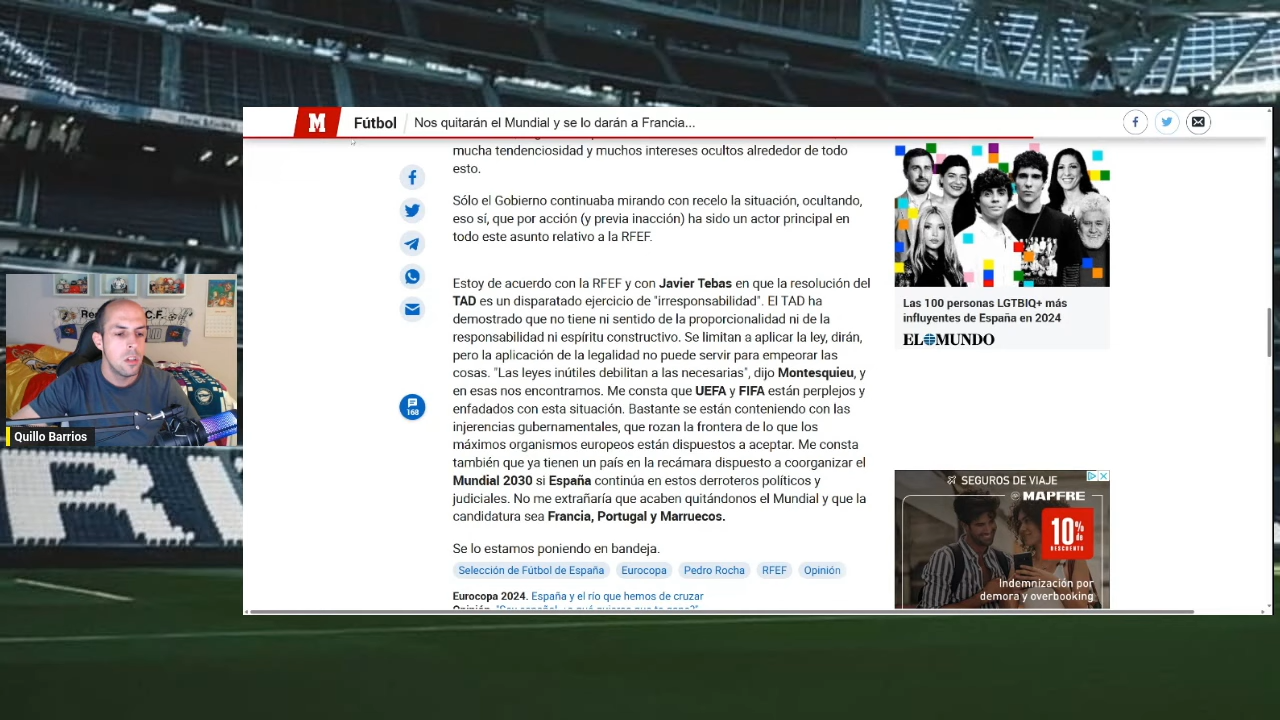 M
Fútbol
Nos quitarán el Mundial y se lo darán a Francia...
mucha tendenciosidad y muchos intereses ocultos alrededor de todo
esto.
Sólo el Gobierno continuaba mirando con recelo la situación, ocultando,
eso sí, que por acción (y previa inacción) ha sido un actor principal en
todo este asunto relativo a la RFEF.
Estoy de acuerdo con la RFEF y con Javier Tebas en que la resolución del
TAD es un disparatado ejercicio de "irresponsabilidad". El TAD ha
demostrado que no tiene ni sentido de la proporcionalidad ni de la
responsabilidad ni espíritu constructivo. Se limitan a aplicar la ley, dirán,
pero la aplicación de la legalidad no puede servir para empeorar las
cosas. "Las leyes inútiles debilitan a las necesarias", dijo Montesquieu, y
en esas nos encontramos. Me consta que UEFA y FIFA están perplejos y
enfadados con esta situación. Bastante se están conteniendo con las
injerencias gubernamentales, que rozan la frontera de lo que los
máximos organismos europeos están dispuestos a aceptar. Me consta
también que ya tienen un país en la recámara dispuesto a coorganizar el
Mundial 2030 si España continúa en estos derroteros políticos y
judiciales. No me extrañaría que acaben quitándonos el Mundial y que la
candidatura sea Francia, Portugal y Marruecos.
Se lo estamos poniendo en bandeja.
Selección de Fútbol de España
Eurocopa
Pedro Rocha
RFEF
Opinión
Eurocopa 2024. España y el río que hemos de cruzar
168
Las 100 personas LGTBIQ+ más
influyentes de España en 2024
EL MUNDO
SEGUROS DE VIAJE
MAPFRE
10% de
DESCUENTO
Indemnización por
demora y overbooking
Quillo Barrios
C.F.
RI